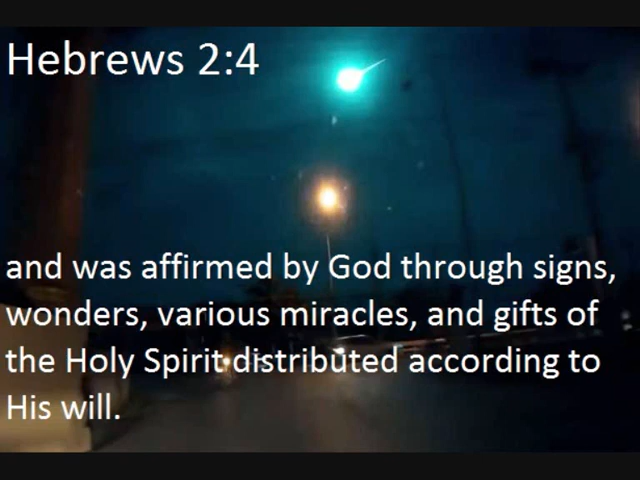 Hebrews 2:4
and was affirmed by God through signs,
wonders, various miracles, and gifts of
the Holy Spirit distributed according to
His will.